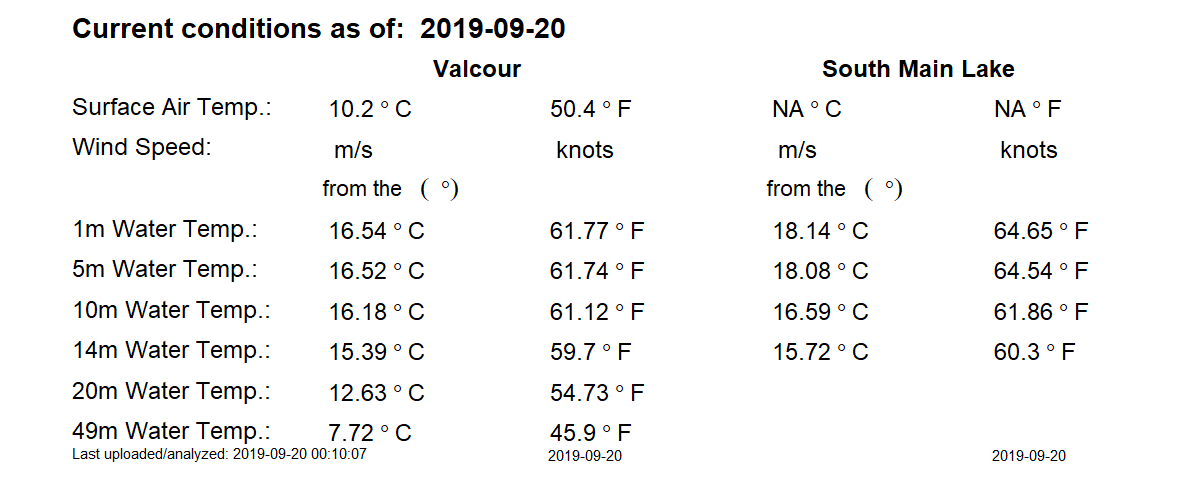 Current conditions as of: 2019-09-20
Valcour South Main Lake
Surface Air Temp.: 10.2 ° C 50.4 ° F NA ° C NA ° F
Wind Speed: m/s knots m/s knots
from the ( °) from the ( °)
1m Water Temp.: 16.54 ° C 61.77 ° F 18.14 ° C 64.65 ° F
5m Water Temp.: 16.52 ° C 61.74 ° F 18.08 ° C 64.54 ° F
10m Water Temp.: 16.18 ° C 61.12 ° F 16.59 ° C 61.86 ° F
14m Water Temp.: 15.39 ° C 59.7 ° F 15.72 ° C 60.3 ° F
20m Water Temp.: 12.63 ° C 54.73 ° F
49m Water Temp.: 7.72 ° C 45.9 ° F
Last uploaded/analyzed: 2019-09-20 00:10:07 2019-09-20 2019-09-20